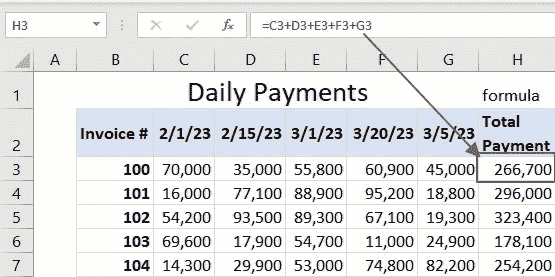 H3 fx =C3+D3+E3+F3+G3
A B C D E F G H
1 Daily Payments formula
2 Invoice # 2/1/23 2/15/23 3/1/23 3/20/23 3/5/23 Total Payment
3 100 70,000 35,000 55,800 60,900 45,000 266,700
4 101 16,000 77,100 88,900 95,200 18,800 296,000
5 102 54,200 93,500 89,300 67,100 19,300 323,400
6 103 69,600 17,900 54,700 11,000 24,900 178,100
7 104 14,300 29,900 53,000 74,800 82,200 254,200